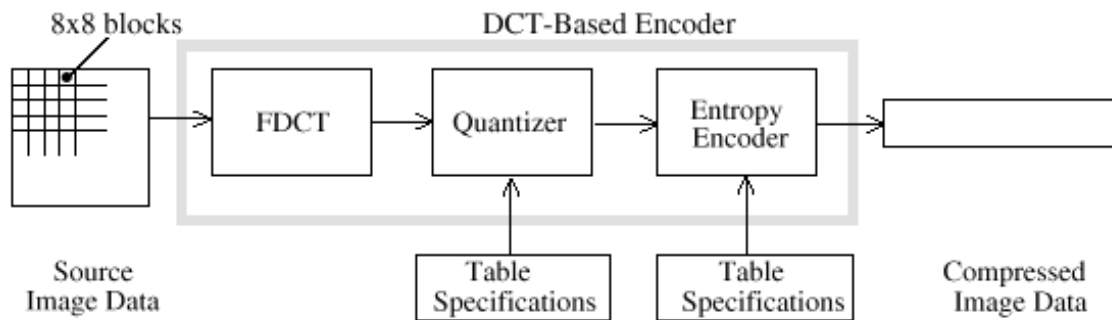 8x8 blocks
DCT-Based Encoder
FDCT
Quantizer
Entropy
Encoder
Source
Image Data
Table
Specifications
Table
Specifications
Compressed
Image Data